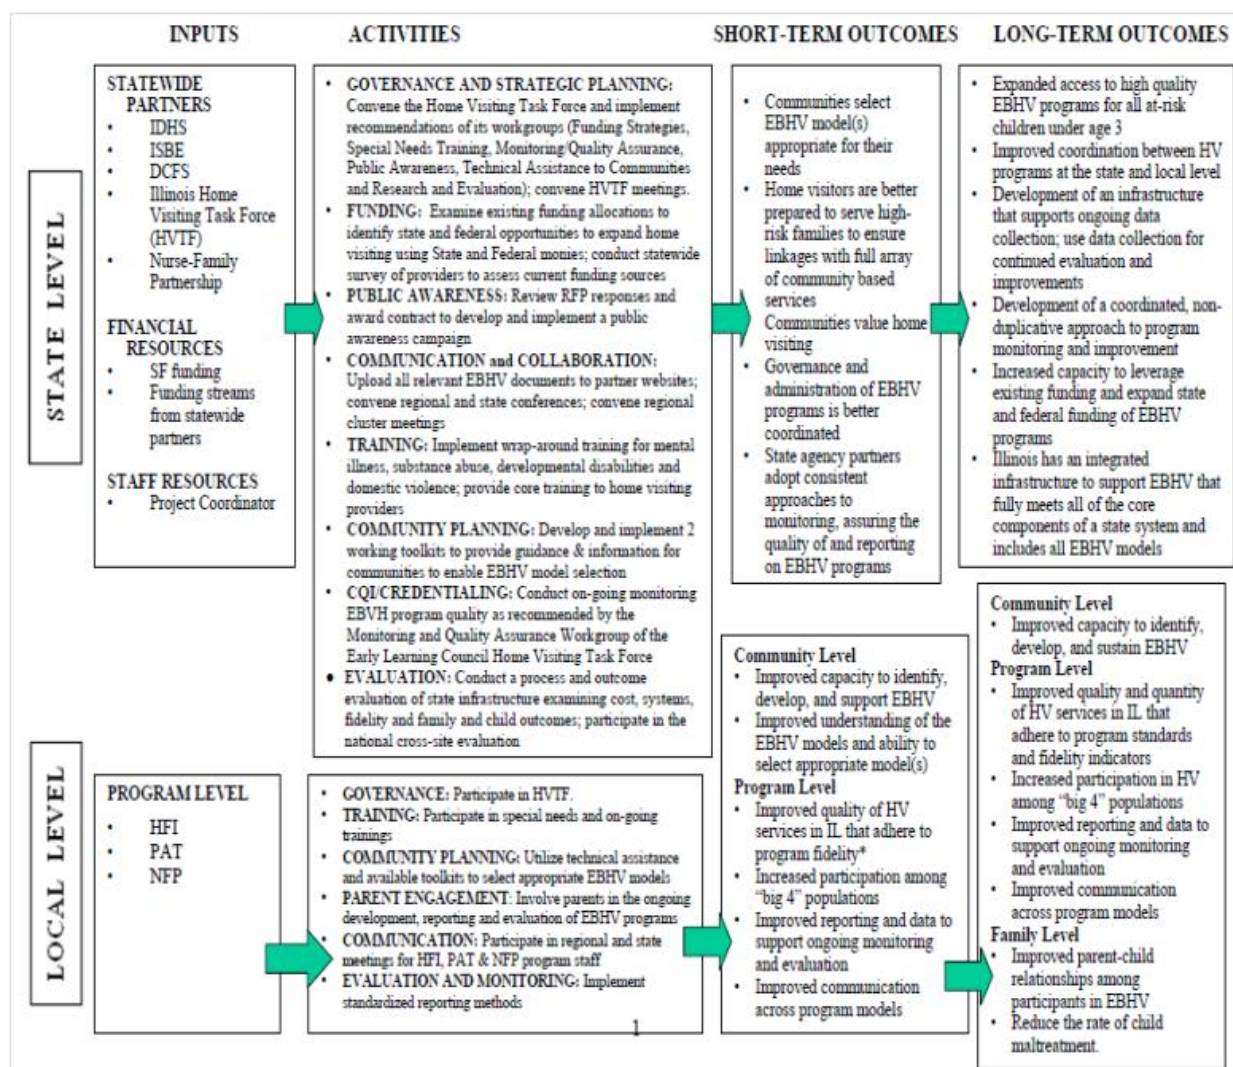 INPUTS
ACTIVITIES
SHORT-TERM OUTCOMES
LONG-TERM OUTCOMES
STATE LEVEL
STATEWIDE
PARTNERS
• IDHS
• ISBE
• DCFS
• Illinois Home
Visiting Task Force
(HVTF)
• Nurse-Family
Partnership
FINANCIAL
RESOURCES
• SF funding
• Funding streams
from statewide
partners
STAFF RESOURCES
• Project Coordinator
• GOVERNANCE AND STRATEGIC PLANNING:
Convene the Home Visiting Task Force and implement
recommendations of its workgroups (Funding Strategies,
Special Needs Training, Monitoring/Quality Assurance,
Public Awareness, Technical Assistance to Communities
and Research and Evaluation); convene HVTF meetings.
• FUNDING: Examine existing funding allocations to
identify state and federal opportunities to expand home
visiting using State and Federal monies; conduct statewide
survey of providers to assess current funding sources
• PUBLIC AWARENESS: Review RFP responses and
award contract to develop and implement a public
awareness campaign
• COMMUNICATION and COLLABORATION:
Upload all relevant EBHV documents to partner websites;
convene regional and state conferences; convene regional
cluster meetings
• TRAINING: Implement wrap-around training for mental
illness, substance abuse, developmental disabilities and
domestic violence; provide core training to home visiting
providers
• COMMUNITY PLANNING: Develop and implement 2
working toolkits to provide guidance & information for
communities to enable EBHV model selection
• CQI/CREDENTIALING: Conduct on-going monitoring
EBVH program quality as recommended by the
Monitoring and Quality Assurance Workgroup of the
Early Learning Council Home Visiting Task Force
• EVALUATION: Conduct a process and outcome
evaluation of state infrastructure examining cost, systems,
fidelity and family and child outcomes; participate in the
national cross-site evaluation
• Communities select
EBHV model(s)
appropriate for their
needs
• Home visitors are better
prepared to serve high-
risk families to ensure
linkages with full array
of community based
services
Communities value home
visiting
• Governance and
administration of EBHV
programs is better
coordinated
• State agency partners
adopt consistent
approaches to
monitoring, assuring the
quality of and reporting
on EBHV programs
• Expanded access to high quality
EBHV programs for all at-risk
children under age 3
• Improved coordination between HV
programs at the state and local level
• Development of an infrastructure
that supports ongoing data
collection; use data collection for
continued evaluation and
improvements
• Development of a coordinated, non-
duplicative approach to program
monitoring and improvement
• Increased capacity to leverage
existing funding and expand state
and federal funding of EBHV
programs
• Illinois has an integrated
infrastructure to support EBHV that
fully meets all of the core
components of a state system and
includes all EBHV models
LOCAL LEVEL
PROGRAM LEVEL
• HFI
• PAT
• NFP
• GOVERNANCE: Participate in HVTF.
• TRAINING: Participate in special needs and on-going
trainings
• COMMUNITY PLANNING: Utilize technical assistance
and available toolkits to select appropriate EBHV models
• PARENT ENGAGEMENT: Involve parents in the ongoing
development, reporting and evaluation of EBHV programs
• COMMUNICATION: Participate in regional and state
meetings for HFI, PAT & NFP program staff
• EVALUATION AND MONITORING: Implement
standardized reporting methods
1
Community Level
• Improved capacity to identify,
develop, and support EBHV
• Improved understanding of the
EBHV models and ability to
select appropriate model(s)
Program Level
• Improved quality of HV
services in IL that adhere to
program fidelity*
• Increased participation among
“big 4” populations
• Improved reporting and data to
support ongoing monitoring
and evaluation
• Improved communication
across program models
Community Level
• Improved capacity to identify,
develop, and sustain EBHV
Program Level
• Improved quality and quantity
of HV services in IL that
adhere to program standards
and fidelity indicators
• Increased participation in HV
among “big 4” populations
• Improved reporting and data to
support ongoing monitoring
and evaluation
• Improved communication
across program models
Family Level
• Improved parent-child
relationships among
participants in EBHV
• Reduce the rate of child
maltreatment.